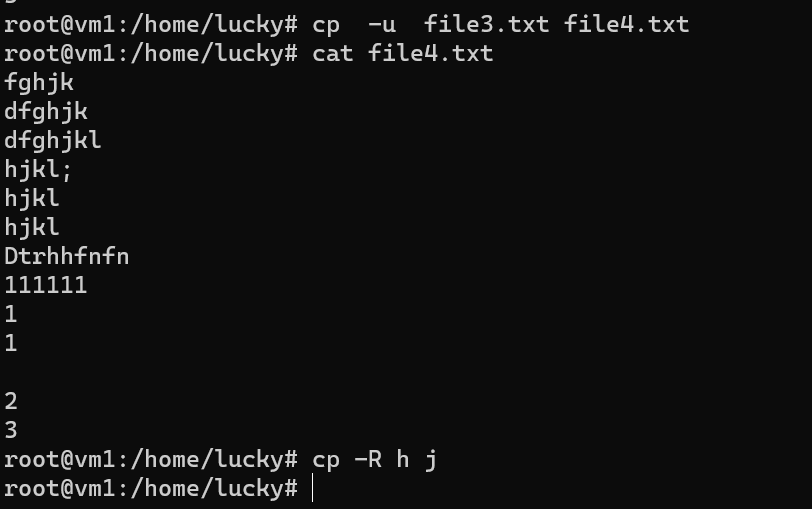 root@vm1:/home/lucky# cp  -u  file3.txt file4.txt
root@vm1:/home/lucky# cat file4.txt
fghjk
dfghjk
dfghjkl
hjkl;
hjkl
hjkl
Dtrhhfnfn
111111
1
1

2
3
root@vm1:/home/lucky# cp -R h j
root@vm1:/home/lucky#